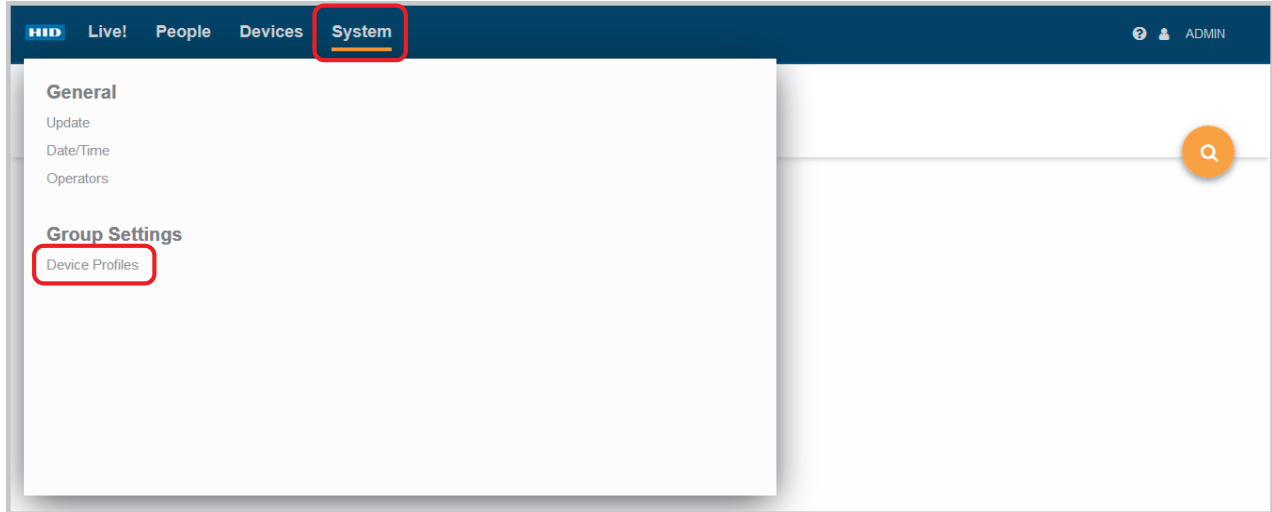 HID Live! People Devices System ADMIN
General
Update
Date/Time
Operators
Group Settings
Device Profiles